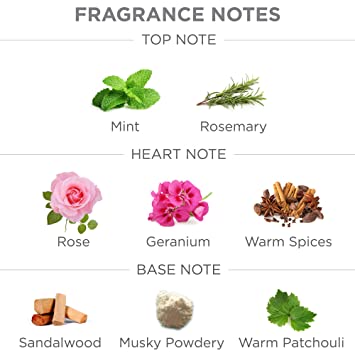 FRAGRANCE NOTES
TOP NOTE
Mint Rosemary
HEART NOTE
Rose Geranium Warm Spices
BASE NOTE
Sandalwood Musky Powdery Warm Patchouli